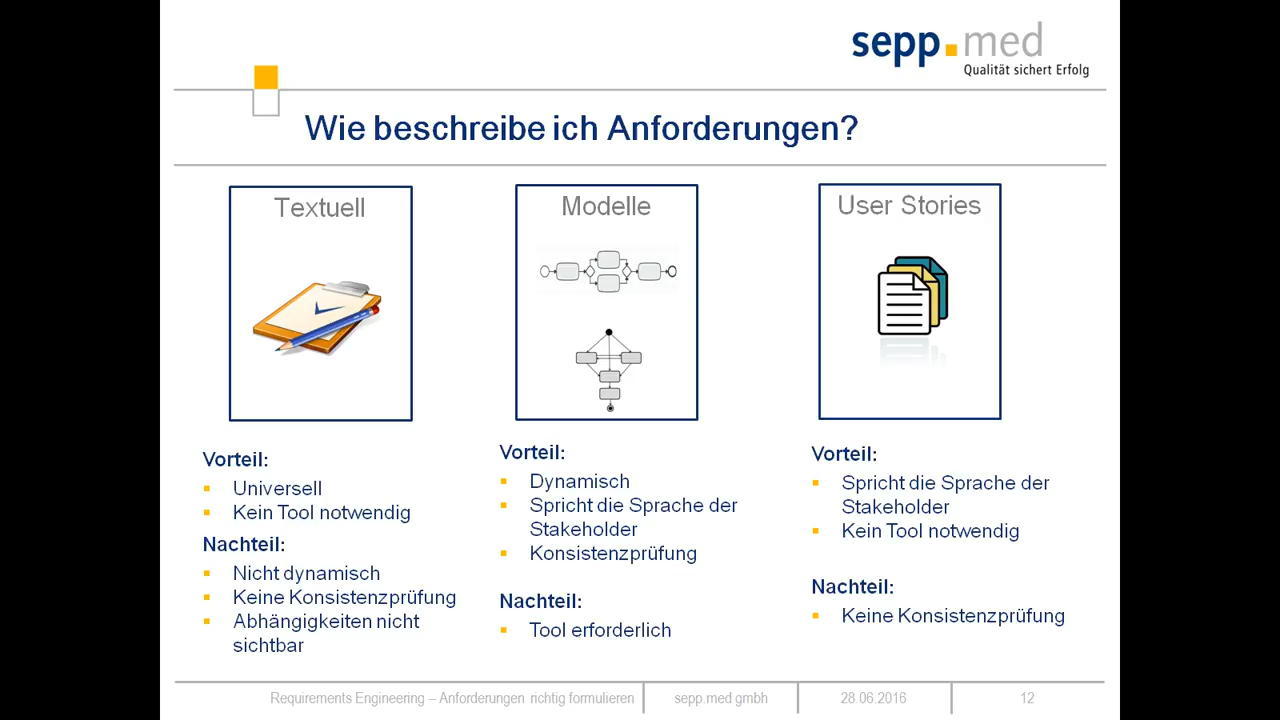 sepp.med
Qualität sichert Erfolg
Wie beschreibe ich Anforderungen?
Textuell
Vorteil:
Universell
Kein Tool notwendig
Nachteil:
Nicht dynamisch
Keine Konsistenzprüfung
Abhängigkeiten nicht
sichtbar
Modelle
Vorteil:
Dynamisch
Spricht die Sprache der
Stakeholder
Konsistenzprüfung
Nachteil:
Tool erforderlich
User Stories
Vorteil:
Spricht die Sprache der
Stakeholder
Kein Tool notwendig
Nachteil:
Keine Konsistenzprüfung
Requirements Engineering – Anforderungen richtig formulieren
sepp.med gmbh
28.06.2016
12